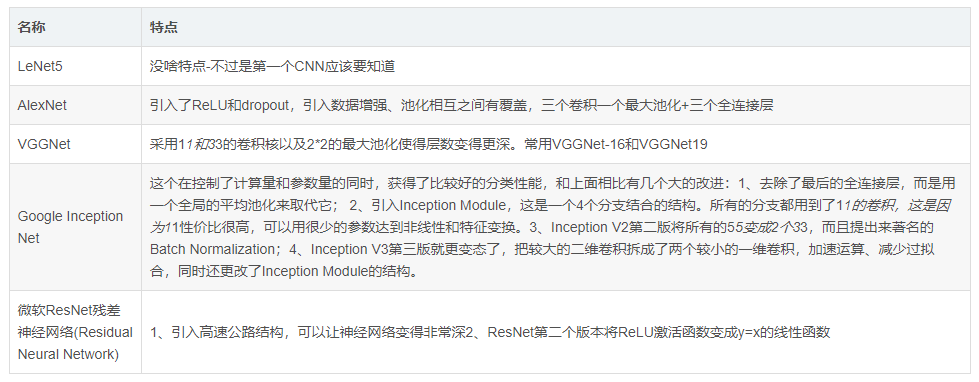 名称
特点
LeNet5
没啥特点-不过是第一个CNN应该要知道
AlexNet
引入了ReLU和dropout，引入数据增强、池化相互之间有覆盖，三个卷积一个最大池化+三个全连接层
VGGNet
采用11和33的卷积核以及2*2的最大池化使得层数变得更深。常用VGGNet-16和VGGNet19
Google Inception
Net
这个在控制了计算量和参数量的同时，获得了比较好的分类性能，和上面相比有几个大的改进：1、去除了最后的全连接层，而是用
一个全局的平均池化来取代它； 2、引入Inception Module，这是一个4个分支结合的结构。所有的分支都用到了11的卷积，这是因
为11性价比很高，可以用很少的参数达到非线性和特征变换。3、Inception V2第二版将所有的55变成2个33，而且提出来著名的
Batch Normalization；4、Inception V3第三版就更变态了，把较大的二维卷积拆成了两个较小的一维卷积，加速运算、减少过拟
合，同时还更改了Inception Module的结构。
微软ResNet残差
神经网络(Residual
Neural Network)
1、引入高速公路结构，可以让神经网络变得非常深2、ResNet第二个版本将ReLU激活函数变成y=x的线性函数